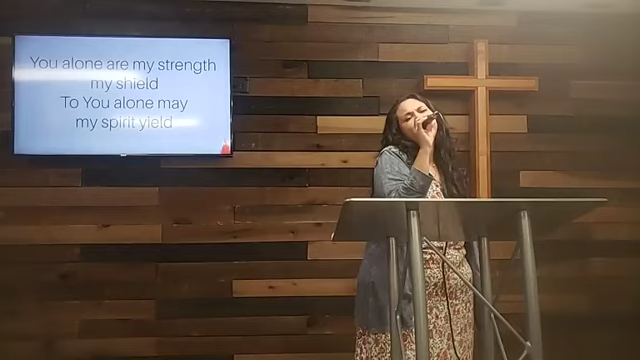 You alone are my strength
my shield
To You alone may
my spirit yield